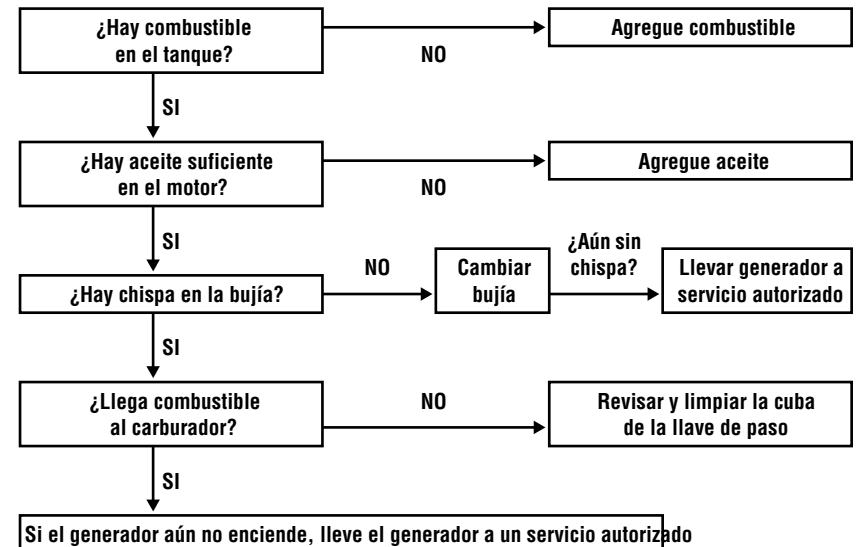 ¿Hay combustible
en el tanque?
NO
Agregue combustible
SI
¿Hay aceite suficiente
en el motor?
NO
Agregue aceite
SI
¿Hay chispa en la bujía?
NO
Cambiar
bujía
¿Aún sin
chispa?
Llevar generador a
servicio autorizado
SI
¿Llega combustible
al carburador?
NO
Revisar y limpiar la cuba
de la llave de paso
SI
Si el generador aún no enciende, lleve el generador a un servicio autorizado